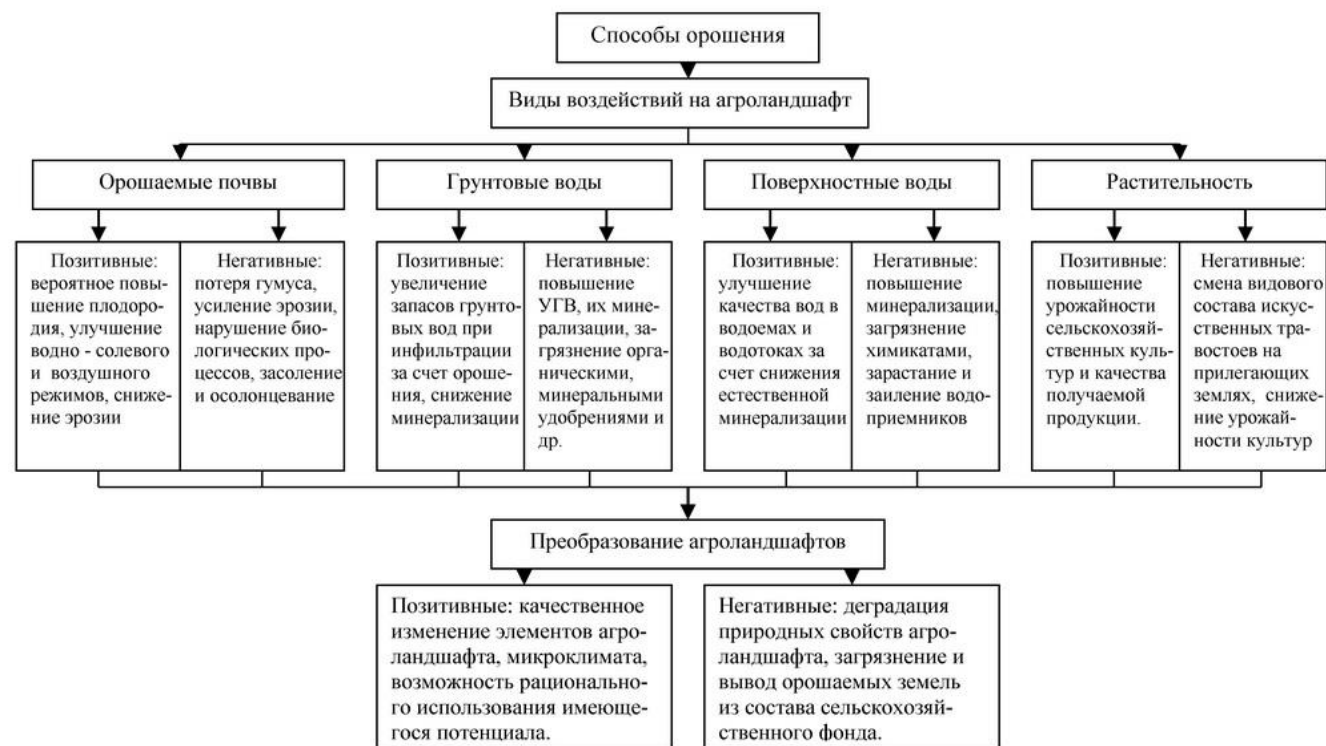 Способы орошения
Виды воздействий на агроландшафт
Орошаемые почвы
Грунтовые воды
Поверхностные воды
Растительность
Позитивные:
вероятное повы-
шение плодоро-
дия, улучшение
водно - солевого
и воздушного
режимов, сниже-
ние эрозии
Негативные:
потеря гумуса,
усиление эрозии,
нарушение био-
логических про-
цессов, засоление
и осолонцевание
Позитивные:
увеличение
запасов грунто-
вых вод при
инфильтрации
за счет ороше-
ния, снижение
минерализации
Негативные:
повышение
УГВ, их мине-
рализации, за-
грязнение орга-
ническими,
минеральными
удобрениями и
др.
Позитивные:
улучшение
качества вод в
водоемах и
водотоках за
счет снижения
естественной
минерализации
Негативные:
повышение
минерализации,
загрязнение
химикатами,
зарастание и
заиление водо-
приемников
Позитивные:
повышение
урожайности
сельскохозяй-
ственных куль-
тур и качества
получаемой
продукции.
Негативные:
смена видового
состава искус-
ственных тра-
востоев на
прилегающих
землях, сниже-
ние урожай-
ности культур
Преобразование агроландшафтов
Позитивные: качественное
изменение элементов агро-
ландшафта, микроклимата,
возможность рационально-
го использования имеюще-
гося потенциала.
Негативные: деградация
природных свойств агро-
ландшафта, загрязнение и
вывод орошаемых земель
из состава сельскохозяй-
ственного фонда.